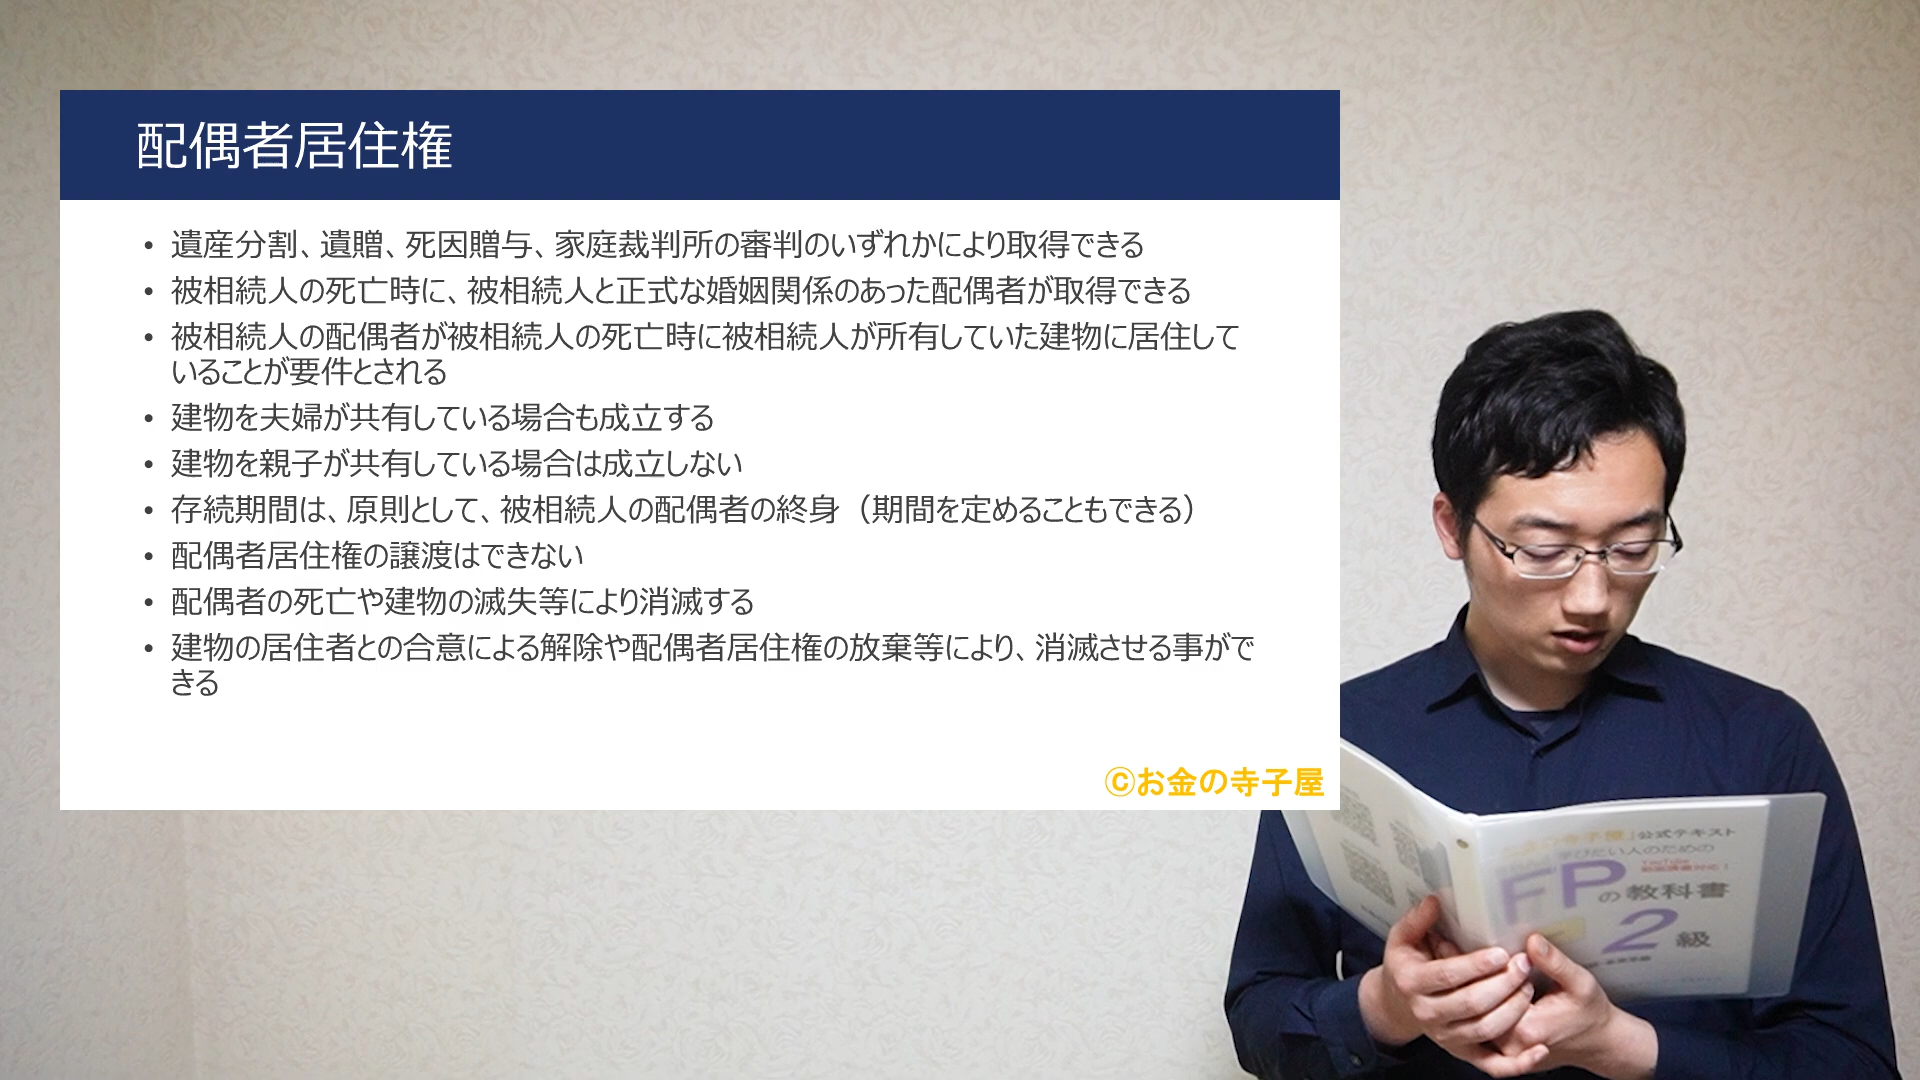 配偶者居住権
• 遺産分割、遺贈、死因贈与、家庭裁判所の審判のいずれかにより取得できる
• 被相続人の死亡時に、被相続人と正式な婚姻関係のあった配偶者が取得できる
• 被相続人の配偶者が被相続人の死亡時に被相続人が所有していた建物に居住して
いることが要件とされる
• 建物を夫婦が共有している場合も成立する
• 建物を親子が共有している場合は成立しない
• 存続期間は、原則として、被相続人の配偶者の終身（期間を定めることもできる）
• 配偶者居住権の譲渡はできない
• 配偶者の死亡や建物の滅失等により消滅する
• 建物の居住者との合意による解除や配偶者居住権の放棄等により、消滅させる事がで
きる
©お金の寺子屋
寺子屋」公式テキスト
学びたい人のための
YouTube
FPの教科書
2級